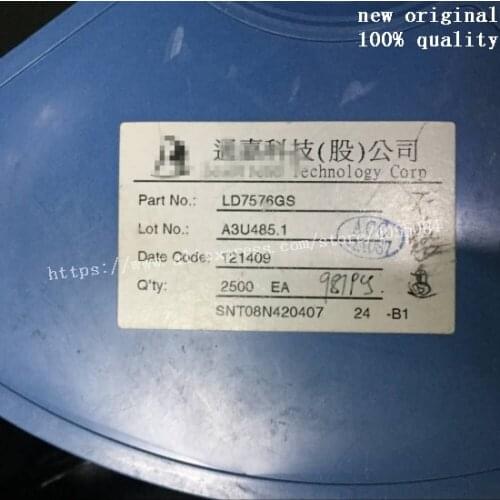 new original
100% quality
通嘉科技(股)公司
Technology Corp
Part No.: LD7576GS
Lot No.: A3U485.1
Date Code: 121409
Q'ty: 2500 EA 987PCS
SNT08N420407 24 -B1